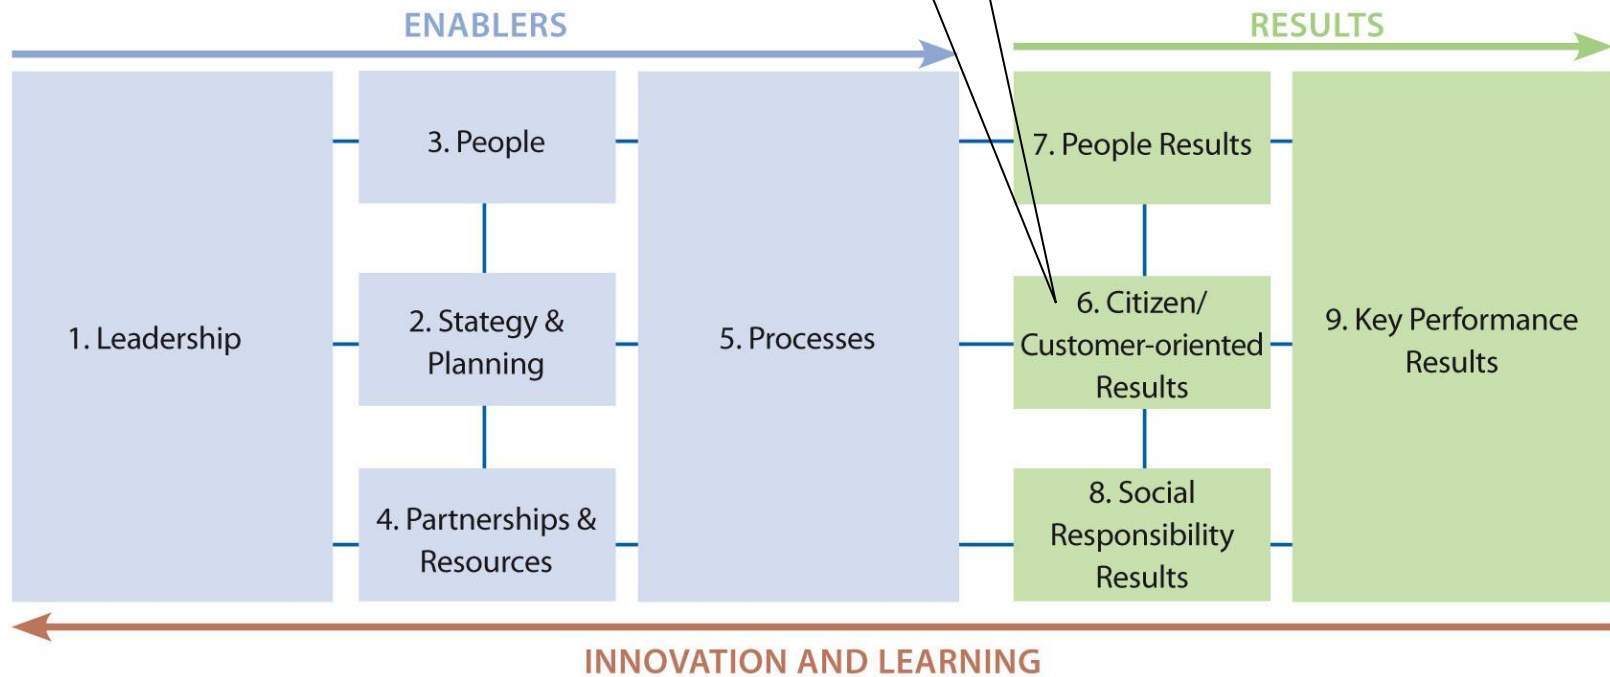 ENABLERS
RESULTS
1. Leadership
3. People
2. Stategy &
Planning
4. Partnerships &
Resources
5. Processes
7. People Results
6. Citizen/
Customer-oriented
Results
8. Social
Responsibility
Results
9. Key Performance
Results
INNOVATION AND LEARNING